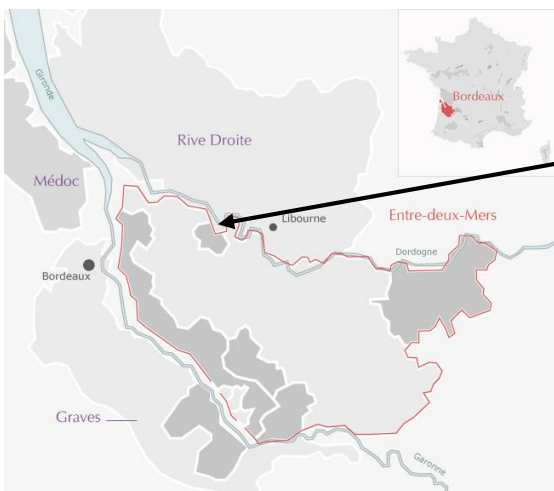 Gironde
Bordeaux
Rive Droite
Médoc
Libourne
Entre-deux-Mers
Dordogne
Bordeaux
Graves
Garonne